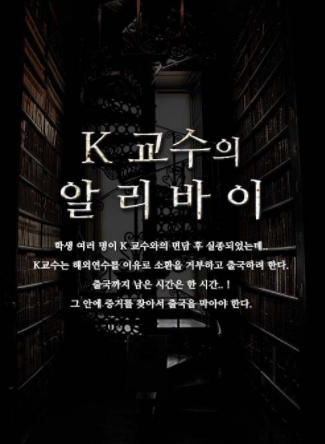 K 교수의
알리바이
학생 여러 명이 K 교수와의 면담 후 실종되었는데..
K교수는 해외연수를 이유로 소환을 거부하고 출국하려 한다.
출국까지 남은 시간은 한 시간.. !
그 안에 증거를 찾아서 출국을 막아야 한다.